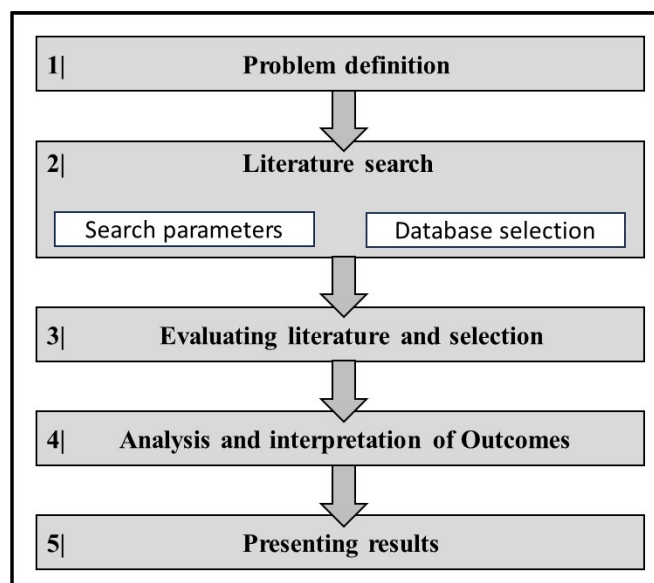 1| Problem definition
2| Literature search
Search parameters Database selection
3| Evaluating literature and selection
4| Analysis and interpretation of Outcomes
5| Presenting results